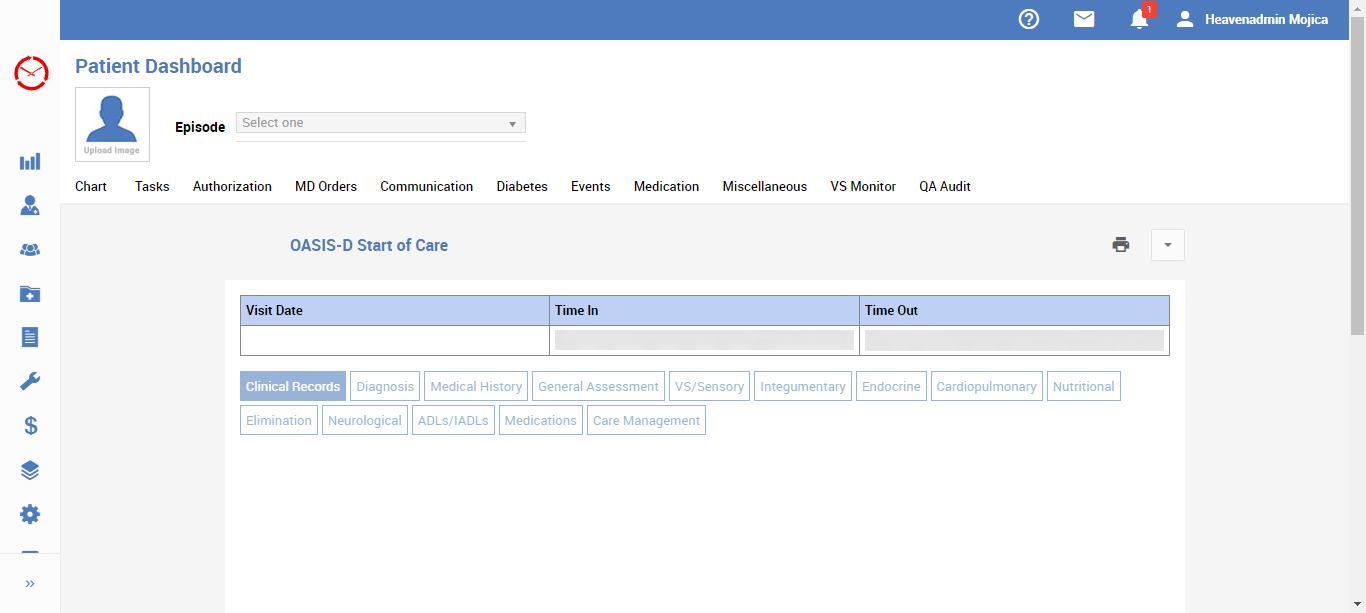 1
Heavenadmin Mojica
Patient Dashboard
Upload Image
Episode
Select one
Chart Tasks Authorization MD Orders Communication Diabetes Events Medication Miscellaneous VS Monitor QA Audit
OASIS-D Start of Care
Visit Date Time In Time Out
Clinical Records Diagnosis Medical History General Assessment VS/Sensory Integumentary Endocrine Cardiopulmonary Nutritional
Elimination Neurological ADLs/IADLs Medications Care Management